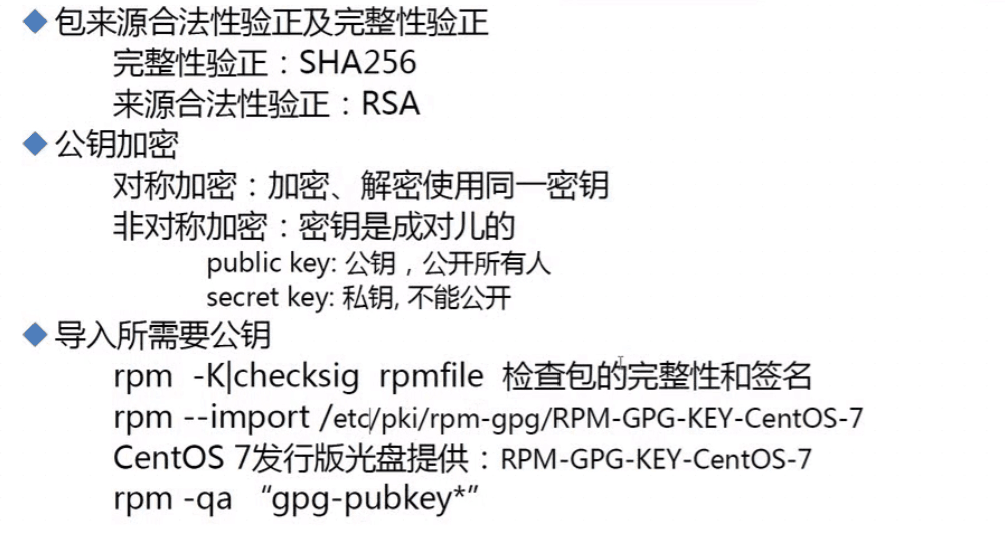 包来源合法性验正及完整性验正
完整性验正：SHA256
来源合法性验正：RSA
公钥加密
对称加密：加密、解密使用同一密钥
非对称加密：密钥是成对儿的
public key: 公钥，公开所有人
secret key: 私钥, 不能公开
导入所需要公钥
rpm -K|checksig rpmfile 检查包的完整性和签名
rpm --import /etc/pki/rpm-gpg/RPM-GPG-KEY-CentOS-7
CentOS 7发行版光盘提供：RPM-GPG-KEY-CentOS-7
rpm -qa “gpg-pubkey*”